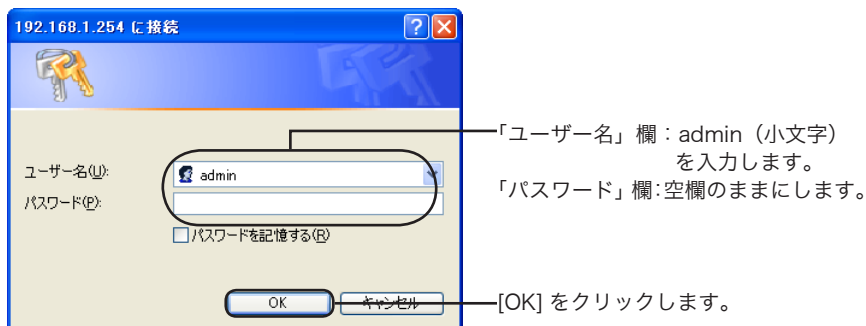 192.168.1.254 に接続
「ユーザー名」欄：admin（小文字）
を入力します。
「パスワード」欄：空欄のままにします。
ユーザー名(U):
admin
パスワード(P):
パスワードを記憶する(R)
OK
キャンセル
[OK] をクリックします。